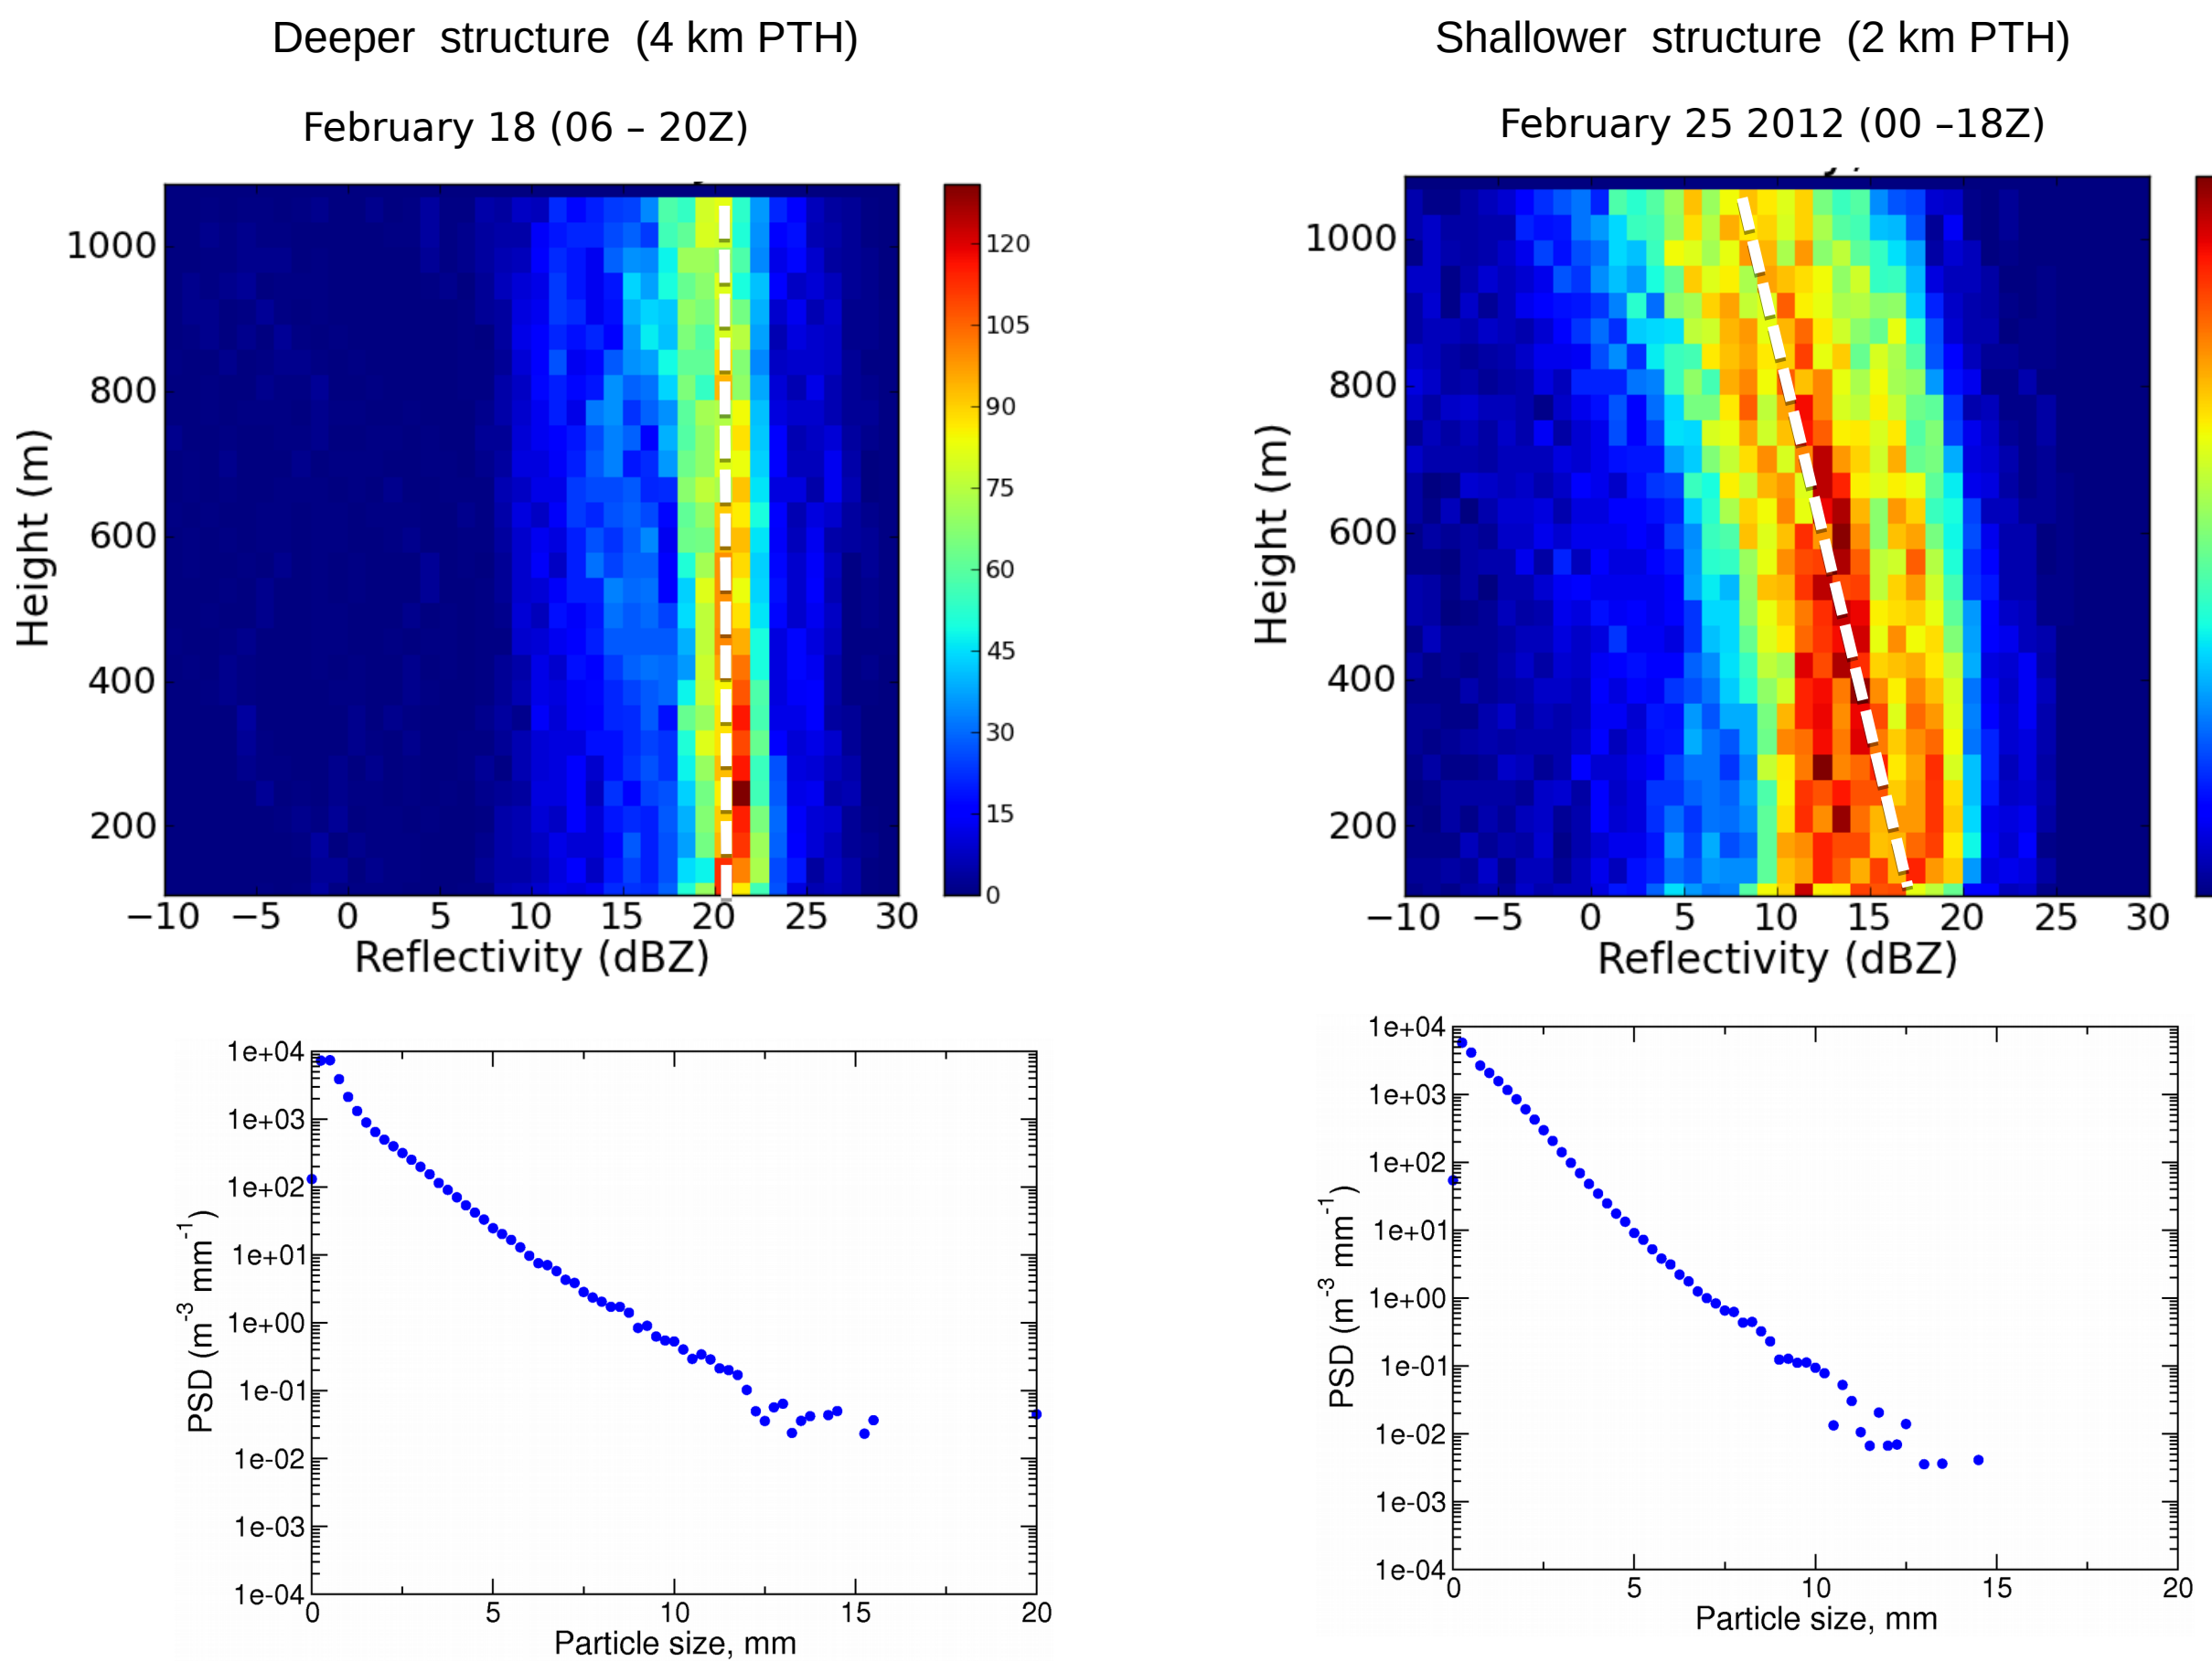 Deeper structure (4 km PTH)
Shallower structure (2 km PTH)
February 18 (06 – 20Z)
February 25 2012 (00 –18Z)
Height (m)
1000
800
600
400
200
−10 −5 0 5 10 15 20 25 30
Reflectivity (dBZ)
120
105
90
75
60
45
30
15
0
Height (m)
1000
800
600
400
200
−10 −5 0 5 10 15 20 25 30
Reflectivity (dBZ)
PSD (m-3 mm-1)
1e+04
1e+03
1e+02
1e+01
1e+00
1e-01
1e-02
1e-03
1e-04
0 5 10 15 20
Particle size, mm
PSD (m-3 mm-1)
1e+04
1e+03
1e+02
1e+01
1e+00
1e-01
1e-02
1e-03
1e-04
0 5 10 15 20
Particle size, mm